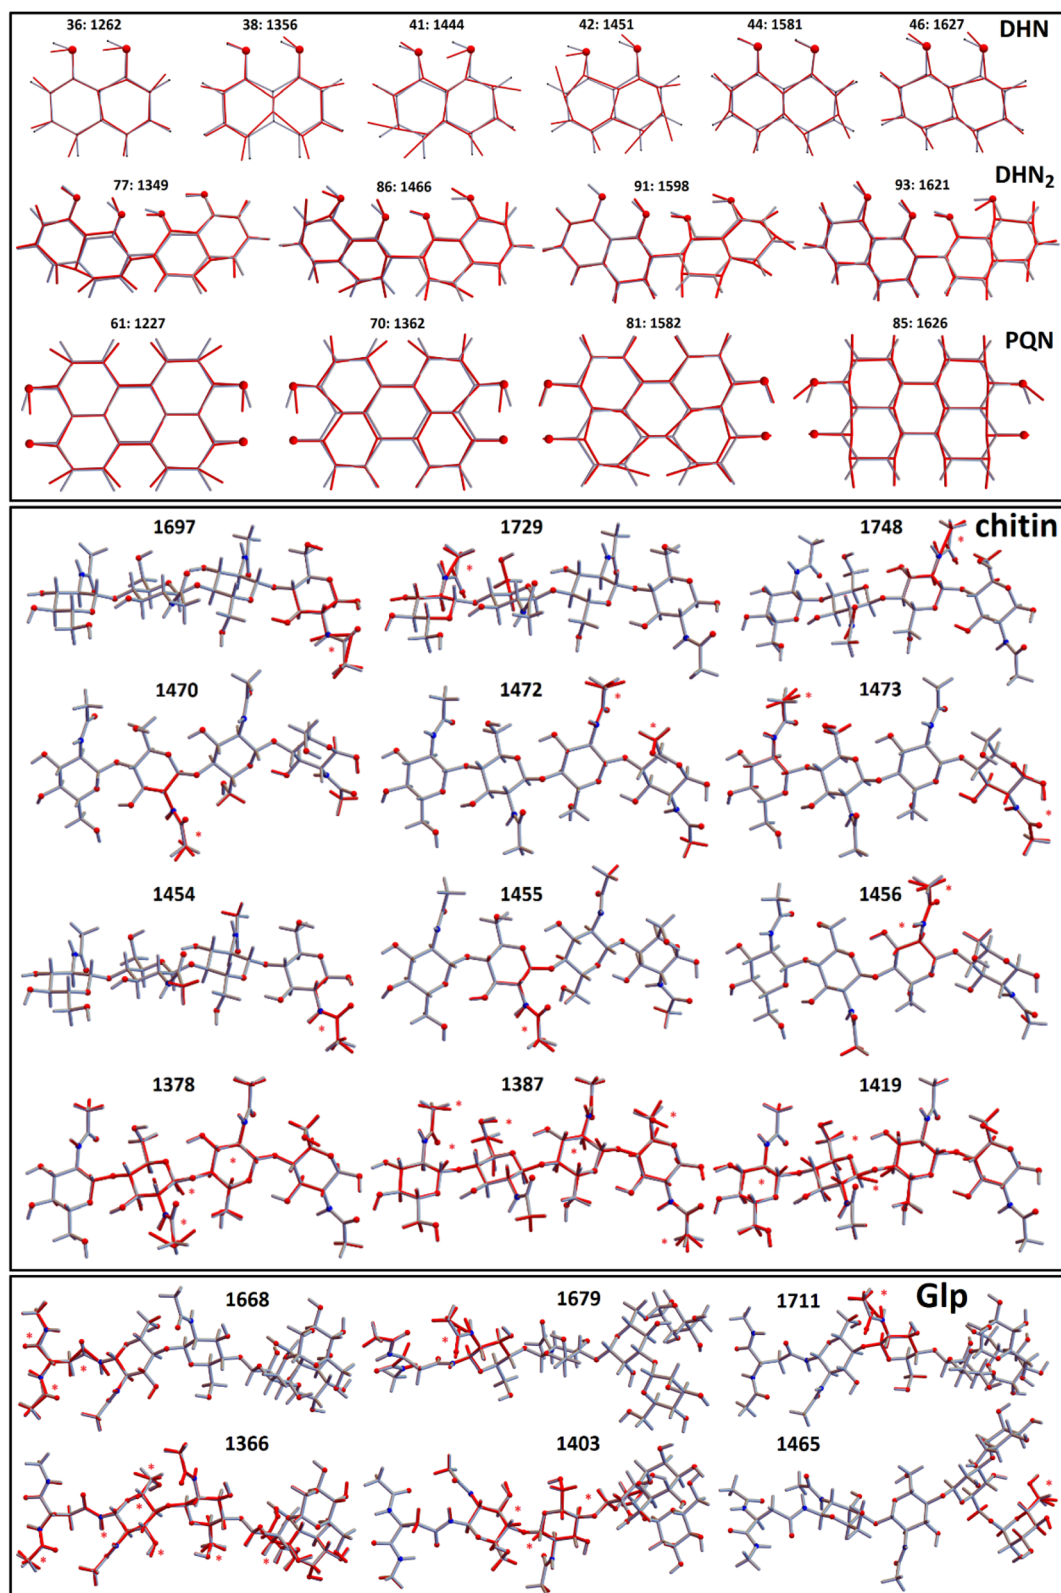 36: 1262 38: 1356 41: 1444 42: 1451 44: 1581 46: 1627 DHN
DHN₂
77: 1349 86: 1466 91: 1598 93: 1621
61: 1227 70: 1362 81: 1582 85: 1626 PQN
chitin
1697 1729 1748
* * *
1470 1472 1473
* * * * *
1454 1455 1456
* * * *
1378 1387 1419
* * * * * * * * * * *
Glp
1668 1679 1711
* * * * *
1366 1403 1465
* * * * * * * * * * *